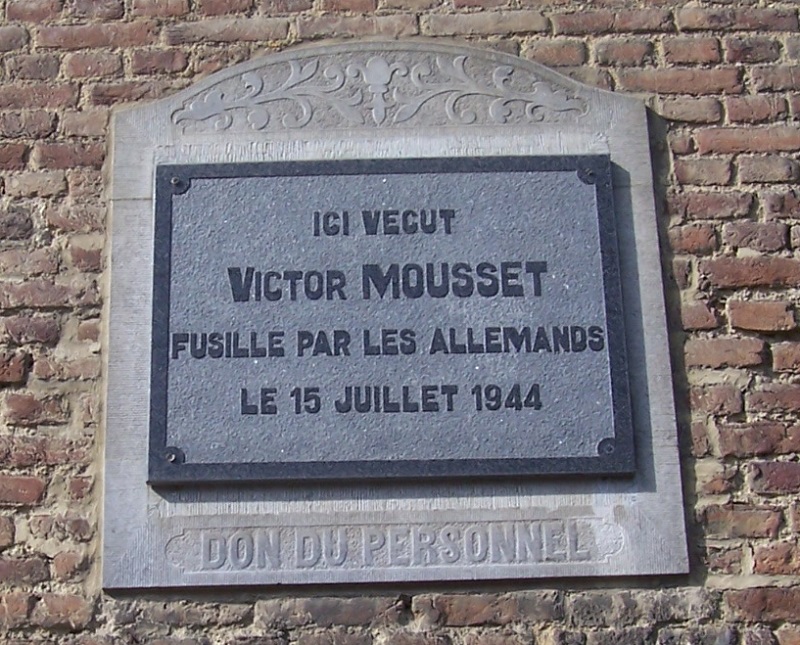 ICI VECUT
VICTOR MOUSSET
FUSILLE PAR LES ALLEMANDS
LE 15 JUILLET 1944
DON DU PERSONNEL